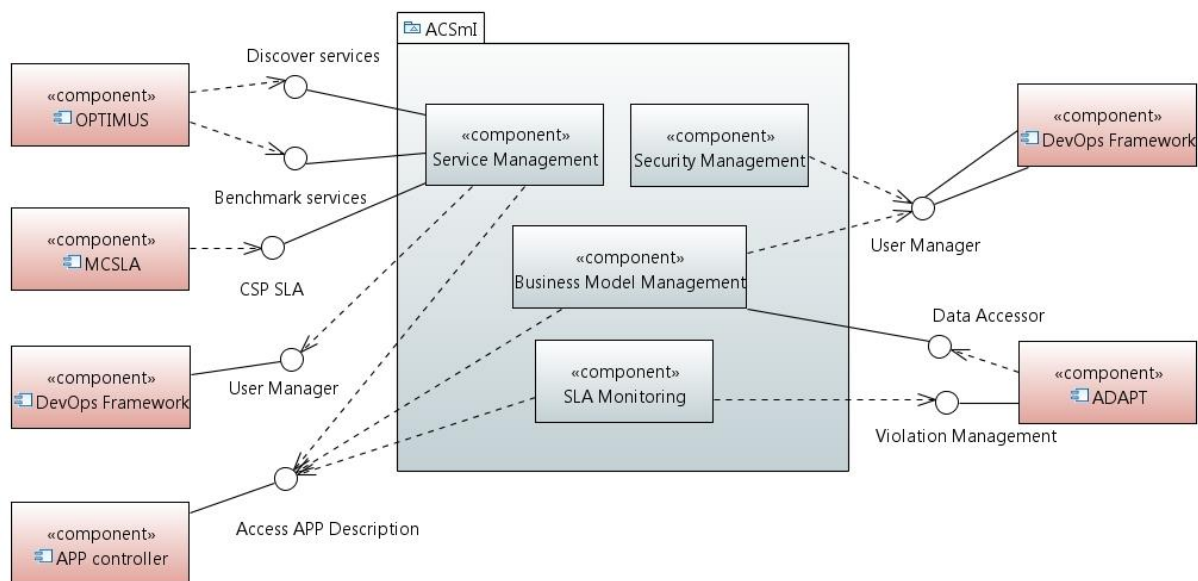 ACSmI
Discover services
«component»
OPTIMUS
Benchmark services
«component»
MCSLA
CSP SLA
«component»
DevOps Framework
User Manager
«component»
APP controller
Access APP Description
«component»
Service Management
«component»
Security Management
«component»
Business Model Management
«component»
SLA Monitoring
«component»
DevOps Framework
User Manager
Data Accessor
«component»
ADAPT
Violation Management